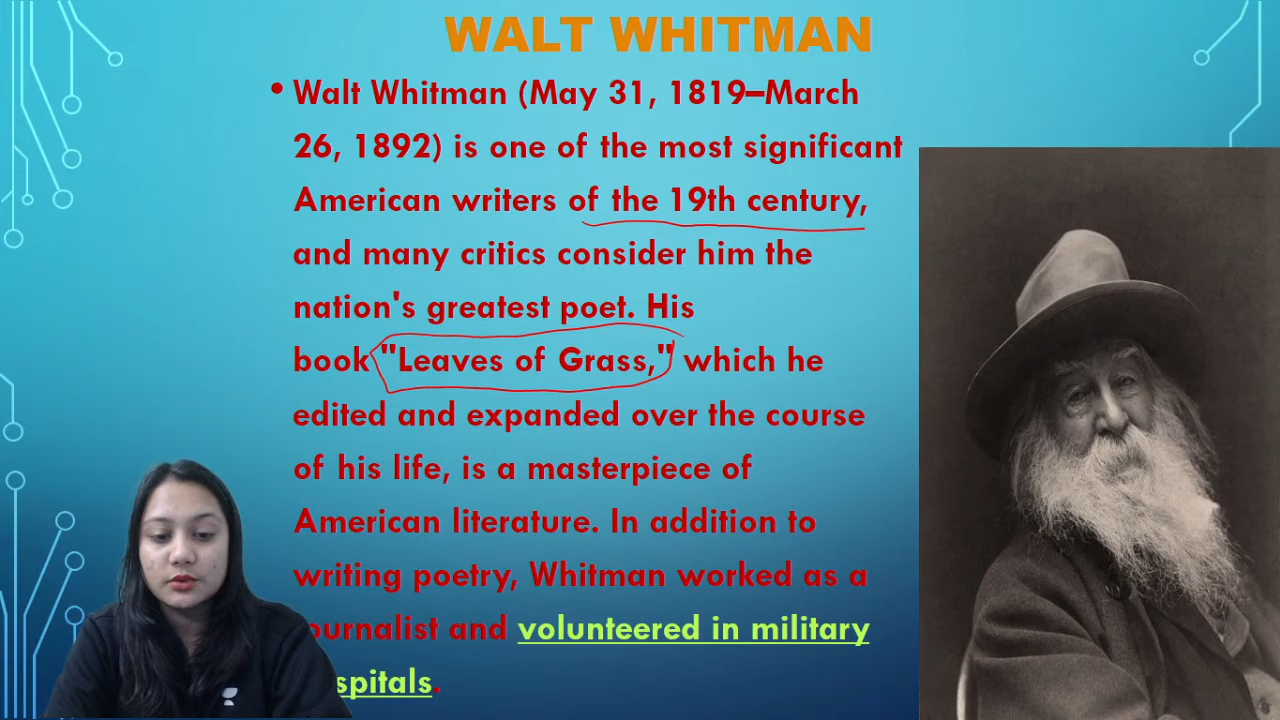 WALT WHITMAN
• Walt Whitman (May 31, 1819–March
26, 1892) is one of the most significant
American writers of the 19th century,
and many critics consider him the
nation's greatest poet. His
book "Leaves of Grass," which he
edited and expanded over the course
of his life, is a masterpiece of
American literature. In addition to
writing poetry, Whitman worked as a
ournalist and volunteered in military
spitals.